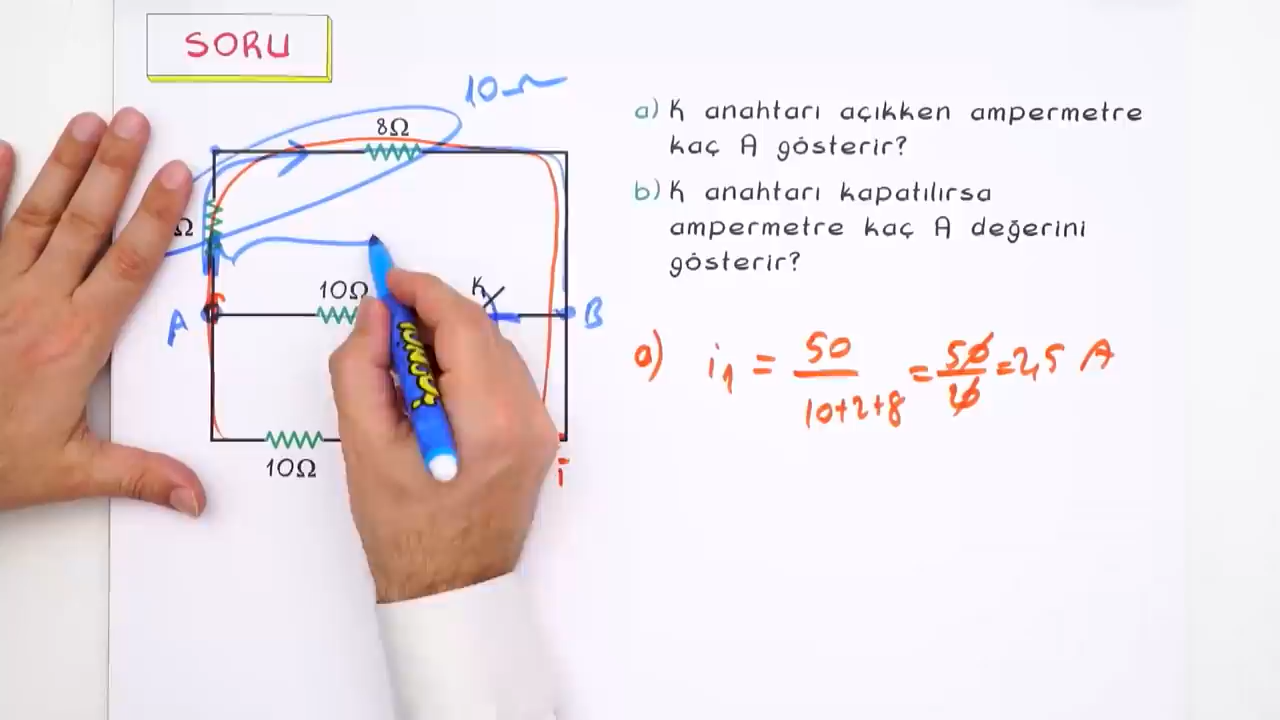 SORU
10Ω
8Ω
Ω
10Ω
K
A
B
10Ω
i
a) K anahtarı açıkken ampermetre
kaç A gösterir?
b) K anahtarı kapatılırsa
ampermetre kaç A değerini
gösterir?
a) i₁ = 50 / 10+2+8 = 50 / 20 = 2,5 A